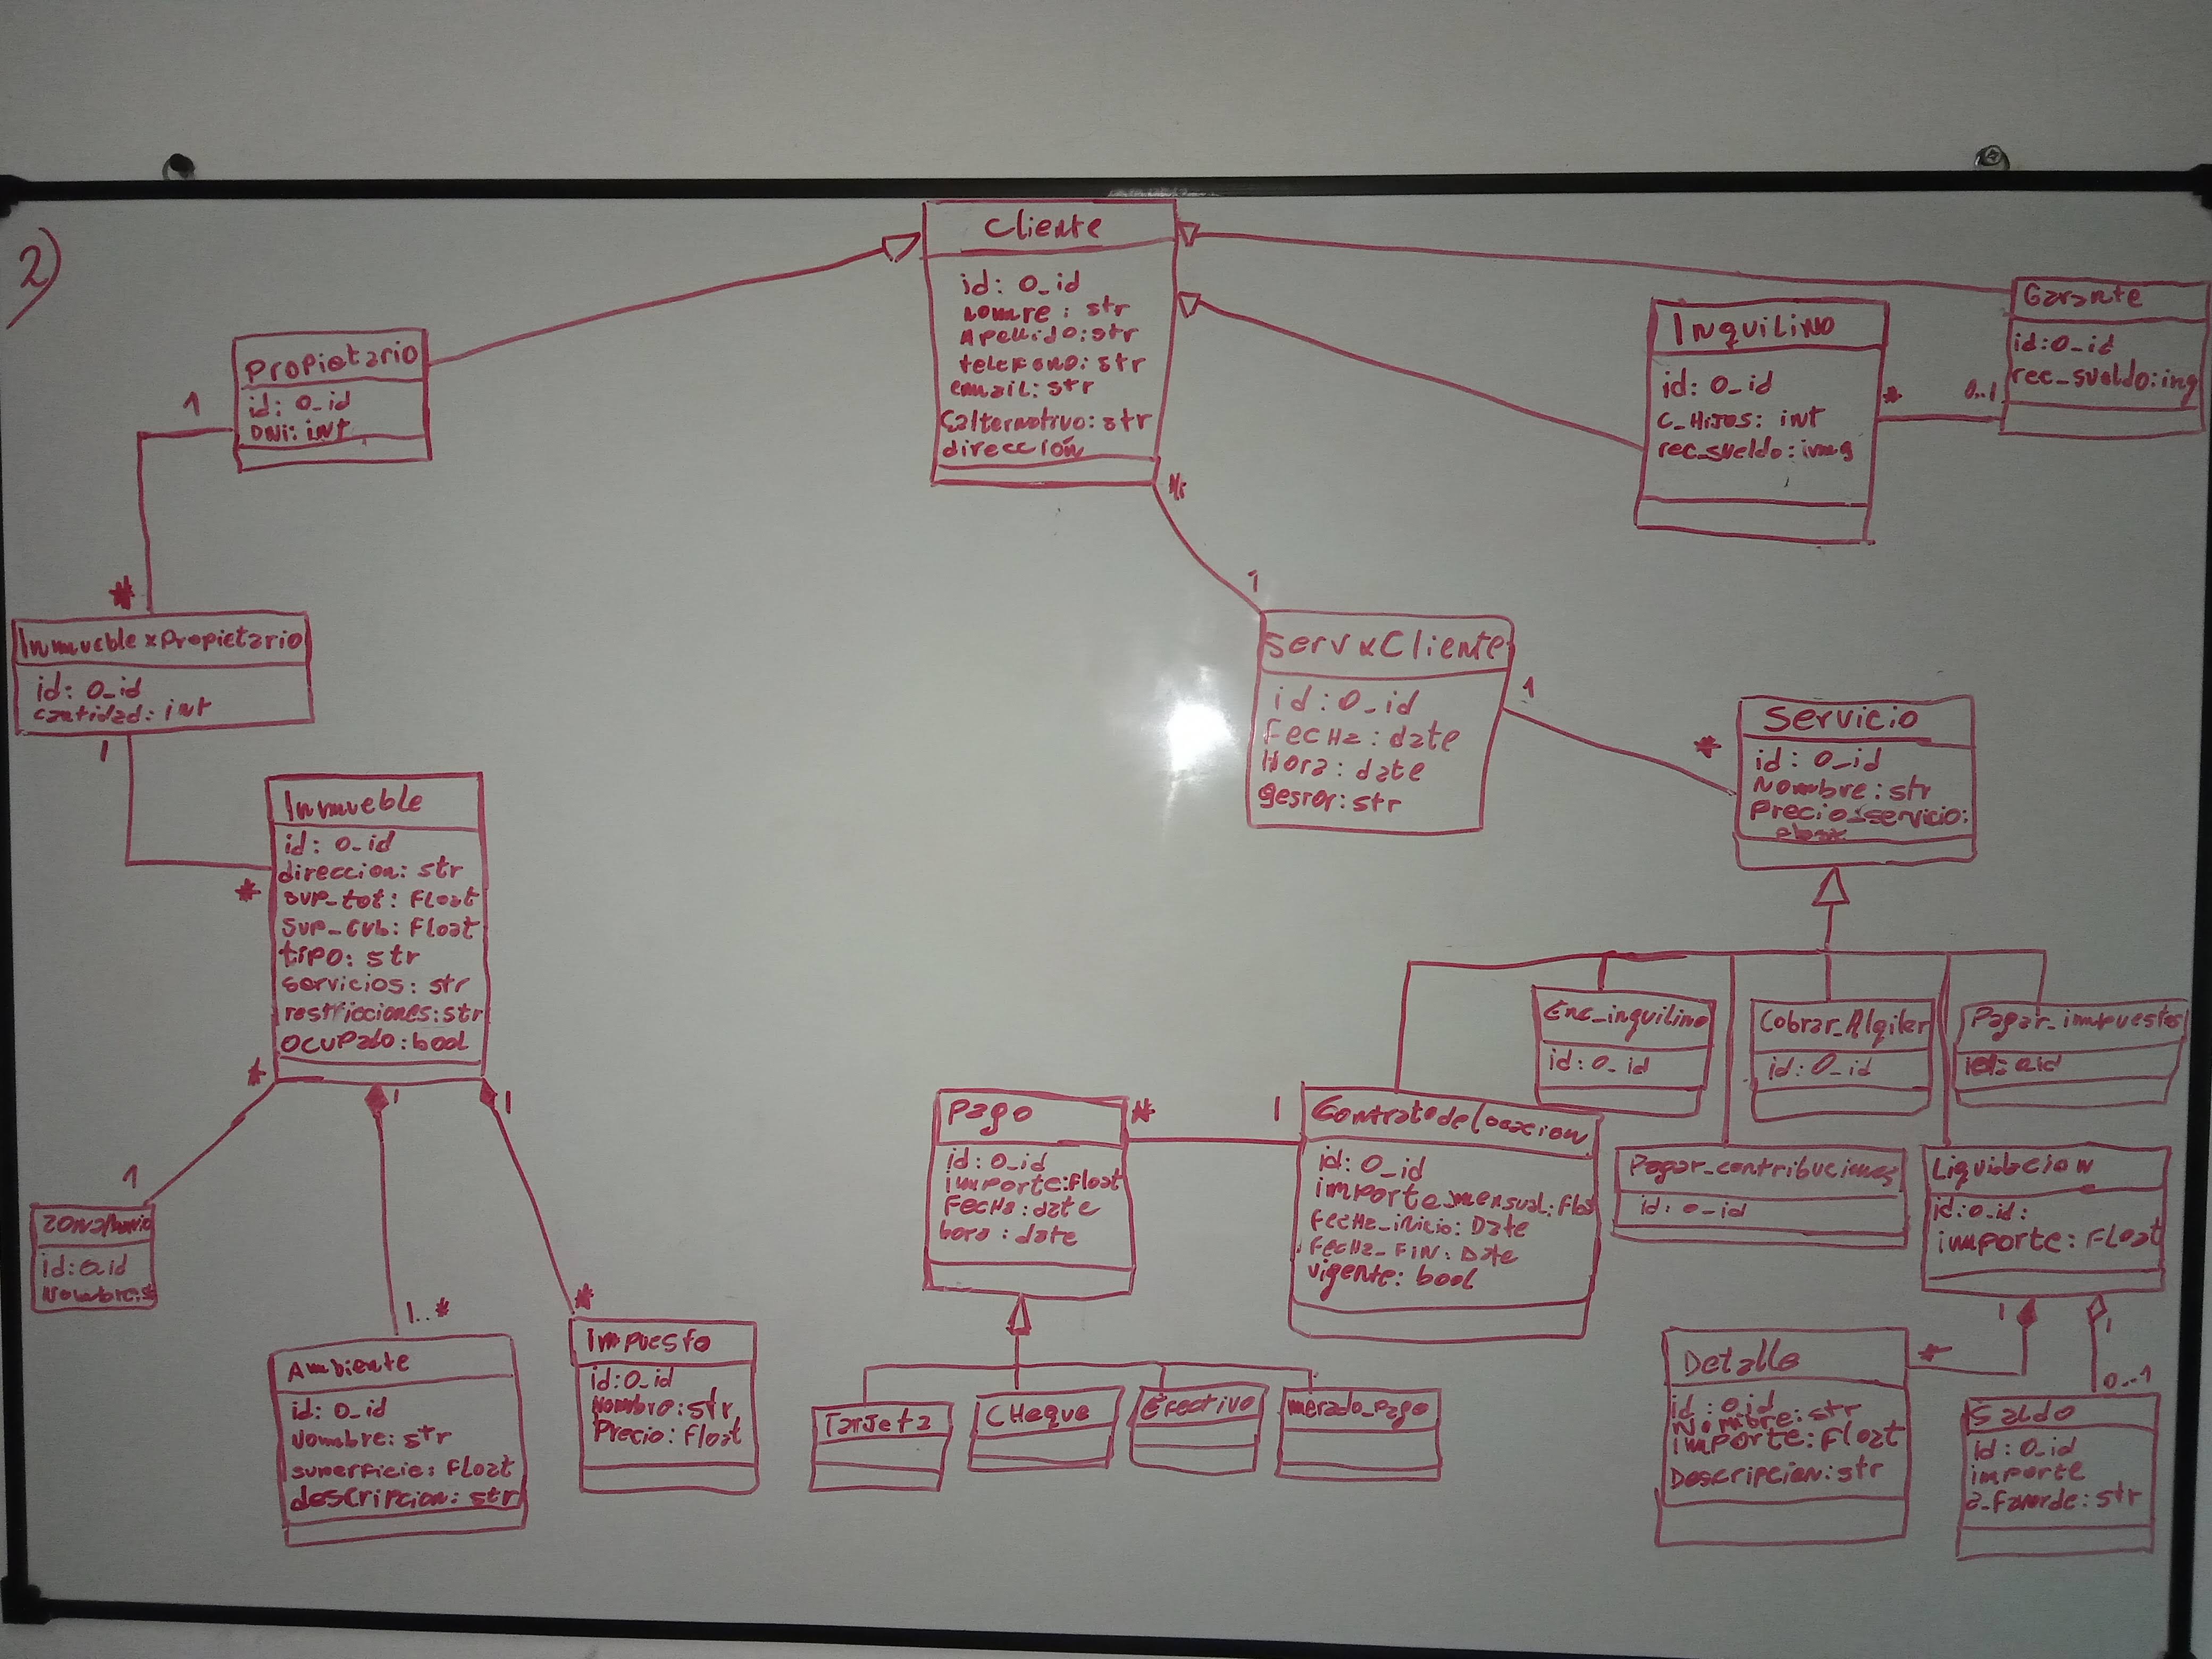 2)
Cliente
id: O_id
nomre: str
Apellido: str
telefono: str
email: str
Calternativo: str
dirección
Propietario
id: O_id
DNi: int
1
*
InmueblexPropietario
id: O_id
cantidad: int
1
*
Inmueble
id: O_id
direccion: str
sup_tot: Float
Sup_cub: Float
tipo: str
servicios: str
restricciones: str
ocupado: bool
*
1
1
1
id: O_id
1..*
Ambiente
id: O_id
Nombre: str
superficie: Float
descripcion: str
*
Impuesto
id: O_id
Nombre: str
Precio: Float
Garante
id: O_id
rec_sueldo: img
Inquilino
id: O_id
C_Hijos: int
rec_sueldo: img
*
0..1
*
1
servxCliente
id: O_id
Fecha: date
Hora: date
gestor: str
1
*
Servicio
id: O_id
Nombre: str
Precio_servicio:
Enc_inquilino
id: O_id
Cobrar_Alqiler
id: O_id
Pagar_impuestos
id: O_id
Pagar_contribuciones
id: O_id
Liquidacion
id: O_id:
importe: Float
Pago
id: O_id
importe: Float
Fecha: date
hora: date
*
1
Contrato de locacion
id: O_id
importe_mensual: Float
fecha_inicio: Date
fecha_FIN: Date
vigente: bool
Tarjeta
CHeque
Efectivo
merado_Pago
1
*
Detalle
id: O_id
Nombre: str
importe: Float
Descripcion: str
1
0..1
Saldo
id: O_id
importe
a_favorde: str